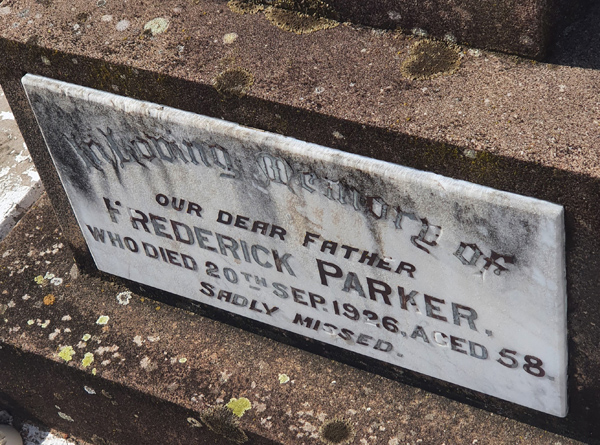 In Loving Memory of
OUR DEAR FATHER
FREDERICK PARKER.
WHO DIED 20TH SEP. 1926, AGED 58.
SADLY MISSED.